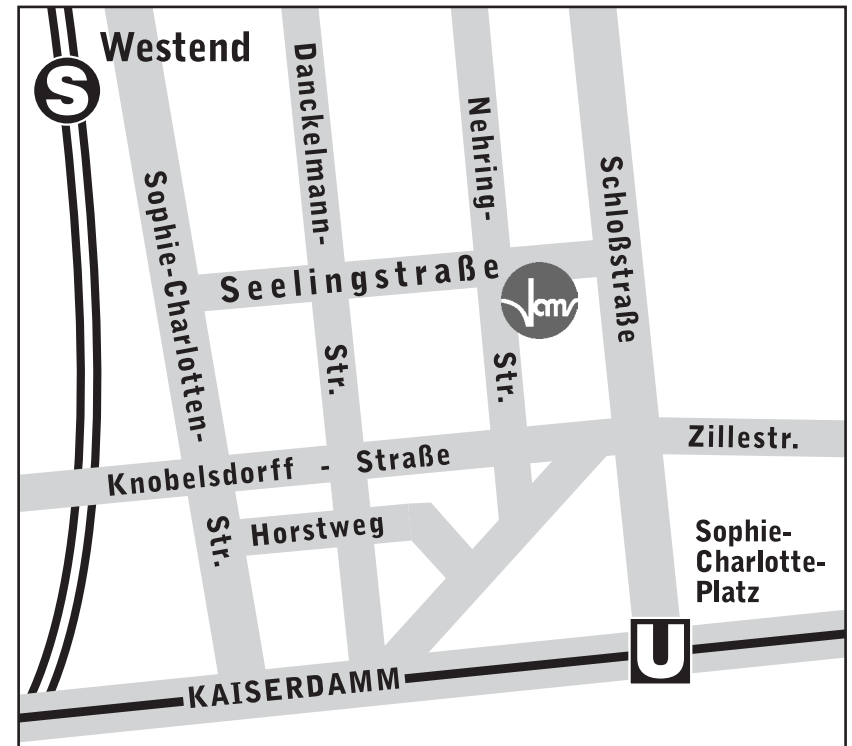 S
Westend
Danckelmann-
Str.
Nehring-
Str.
Schloßstraße
Sophie-Charlotten-
Str.
Seelingstraße
Knobelsdorff - Straße
Zillestr.
Horstweg
Sophie-
Charlotte-
Platz
U
KAISERDAMM